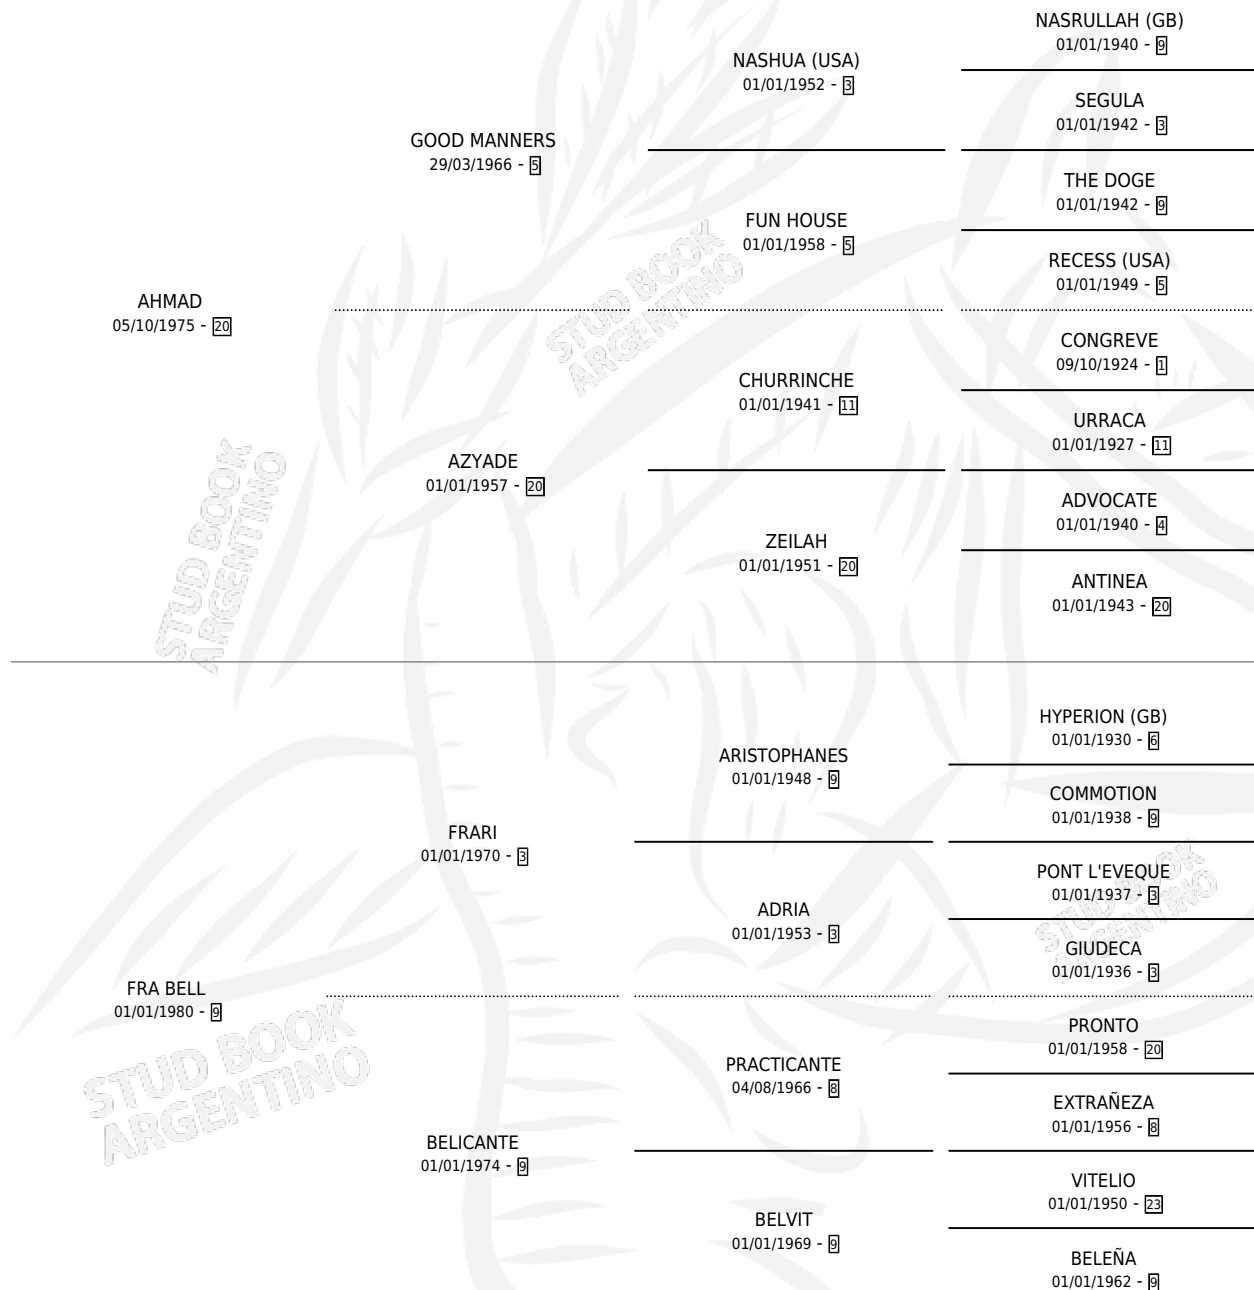 NASRULLAH (GB)
01/01/1940 - 9
NASHUA (USA)
01/01/1952 - 3
SEGULA
01/01/1942 - 3
GOOD MANNERS
29/03/1966 - 5
THE DOGE
01/01/1942 - 9
FUN HOUSE
01/01/1958 - 5
RECESS (USA)
01/01/1949 - 5
AHMAD
05/10/1975 - 20
CONGREVE
09/10/1924 - 1
CHURRINCHE
01/01/1941 - 11
URRACA
01/01/1927 - 11
AZYADE
01/01/1957 - 20
ADVOCATE
01/01/1940 - 4
ZEILAH
01/01/1951 - 20
ANTINEA
01/01/1943 - 20
HYPERION (GB)
01/01/1930 - 6
ARISTOPHANES
01/01/1948 - 9
COMMOTION
01/01/1938 - 9
FRARI
01/01/1970 - 3
PONT L'EVEQUE
01/01/1937 - 3
ADRIA
01/01/1953 - 3
GIUDECA
01/01/1936 - 3
FRA BELL
01/01/1980 - 9
PRONTO
01/01/1958 - 20
PRACTICANTE
04/08/1966 - 8
EXTRAÑEZA
01/01/1956 - 8
BELICANTE
01/01/1974 - 9
VITELIO
01/01/1950 - 23
BELVIT
01/01/1969 - 9
BELEÑA
01/01/1962 - 9
STUD BOOK
ARGENTINO
STUD BOOK
ARGENTINO
STUD BOOK
ARGENTINO
STUD BOOK
ARGENTINO